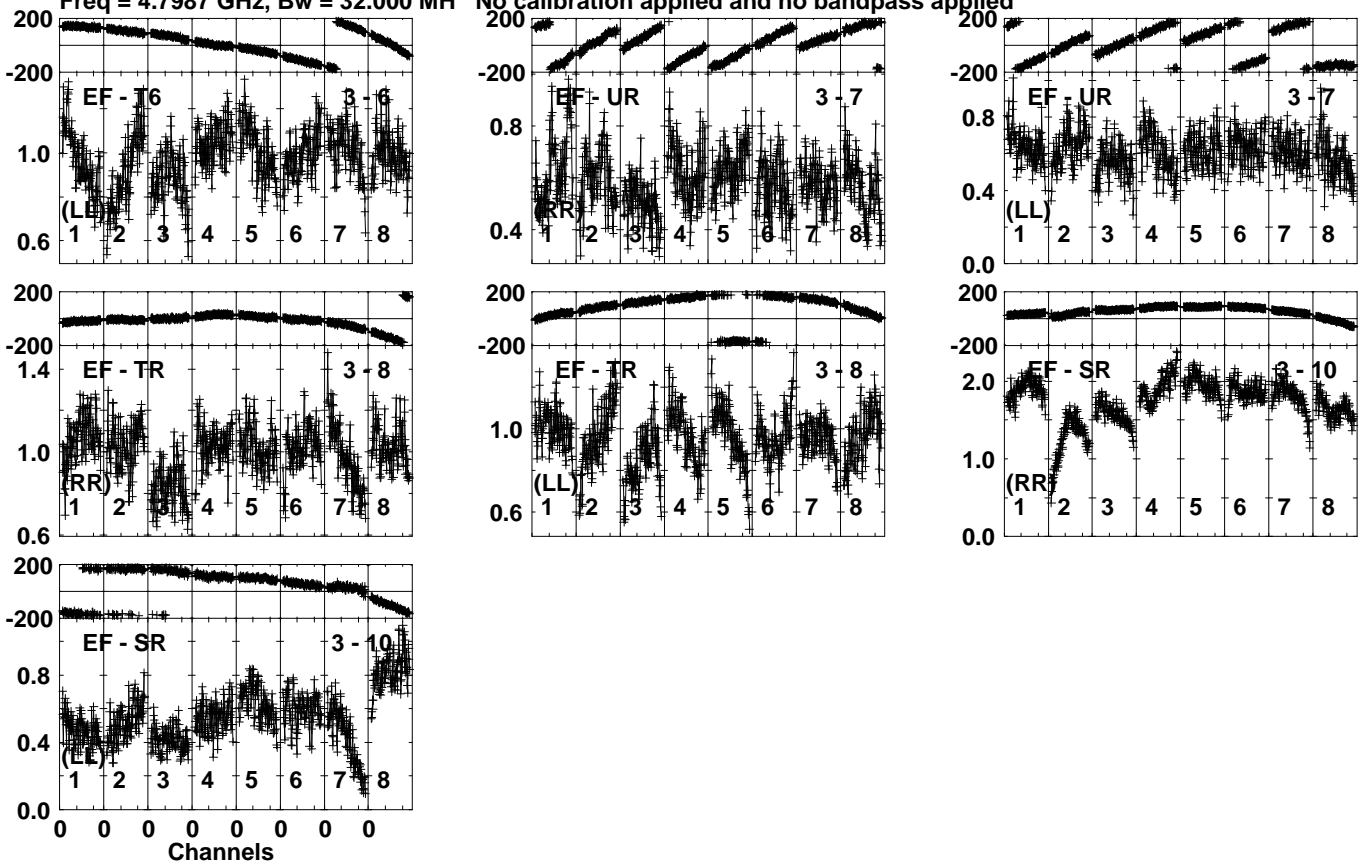 Freq = 4.7987 GHz, Bw = 32.000 MH No calibration applied and no bandpass applied
200
-200
EF - T6 3 - 6
1.0
0.6
(LL)
1 2 3 4 5 6 7 8
200
-200
EF - UR 3 - 7
0.8
0.4
(RR)
1 2 3 4 5 6 7 8
200
-200
EF - UR 3 - 7
0.8
0.4
0.0
(LL)
1 2 3 4 5 6 7 8
200
-200
EF - TR 3 - 8
1.4
1.0
0.6
(RR)
1 2 3 4 5 6 7 8
200
-200
EF - TR 3 - 8
1.0
0.6
(LL)
1 2 3 4 5 6 7 8
200
-200
EF - SR 3 - 10
2.0
1.0
0.0
(RR)
1 2 3 4 5 6 7 8
200
-200
EF - SR 3 - 10
0.8
0.4
0.0
(LL)
1 2 3 4 5 6 7 8
0 0 0 0 0 0 0 0
Channels